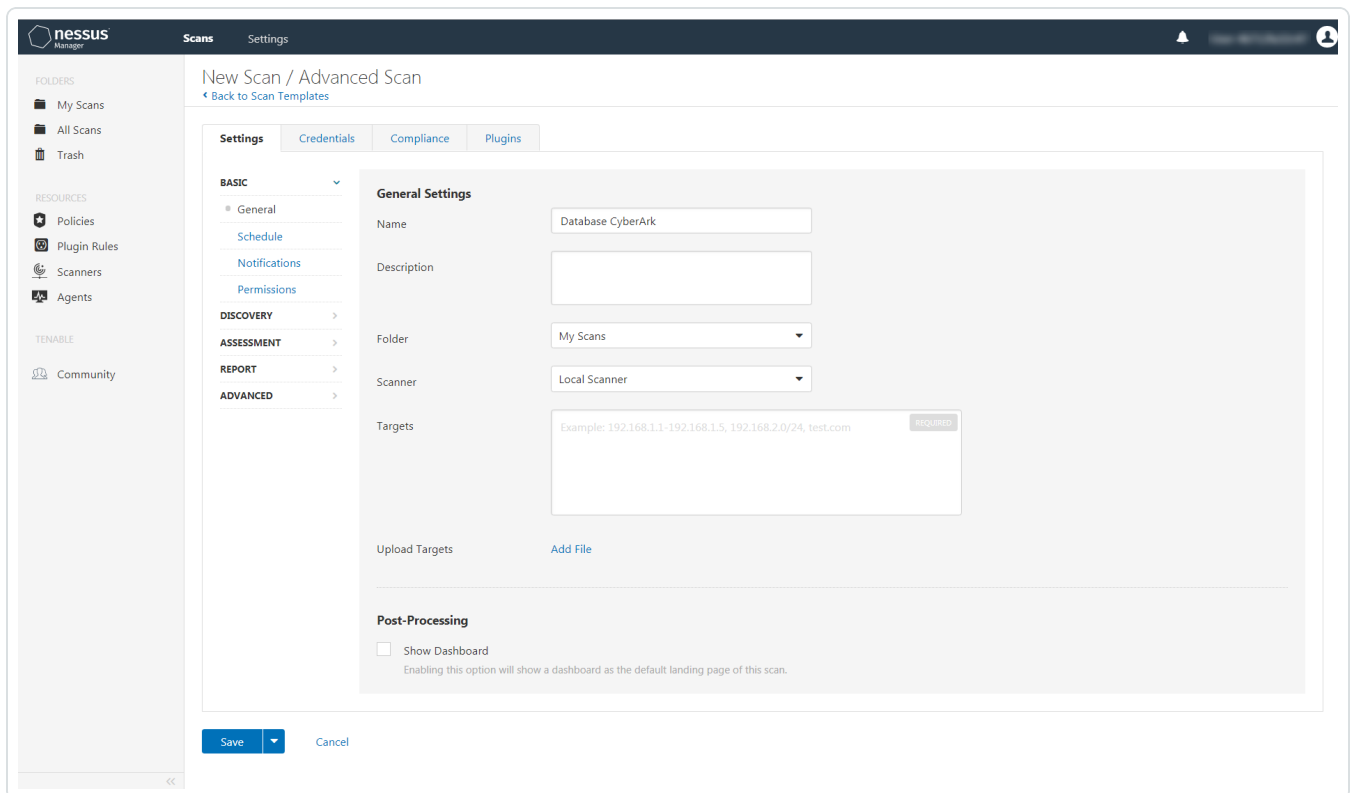 nessus
Manager
Scans
Settings
FOLDERS
My Scans
All Scans
Trash
RESOURCES
Policies
Plugin Rules
Scanners
Agents
TENABLE
Community
New Scan / Advanced Scan
Back to Scan Templates
Settings
Credentials
Compliance
Plugins
BASIC
General
Schedule
Notifications
Permissions
DISCOVERY
ASSESSMENT
REPORT
ADVANCED
General Settings
Name
Database CyberArk
Description
Folder
My Scans
Scanner
Local Scanner
Targets
Example: 192.168.1.1-192.168.1.5, 192.168.2.0/24, test.com
REQUIRED
Upload Targets
Add File
Post-Processing
Show Dashboard
Enabling this option will show a dashboard as the default landing page of this scan.
Save
Cancel